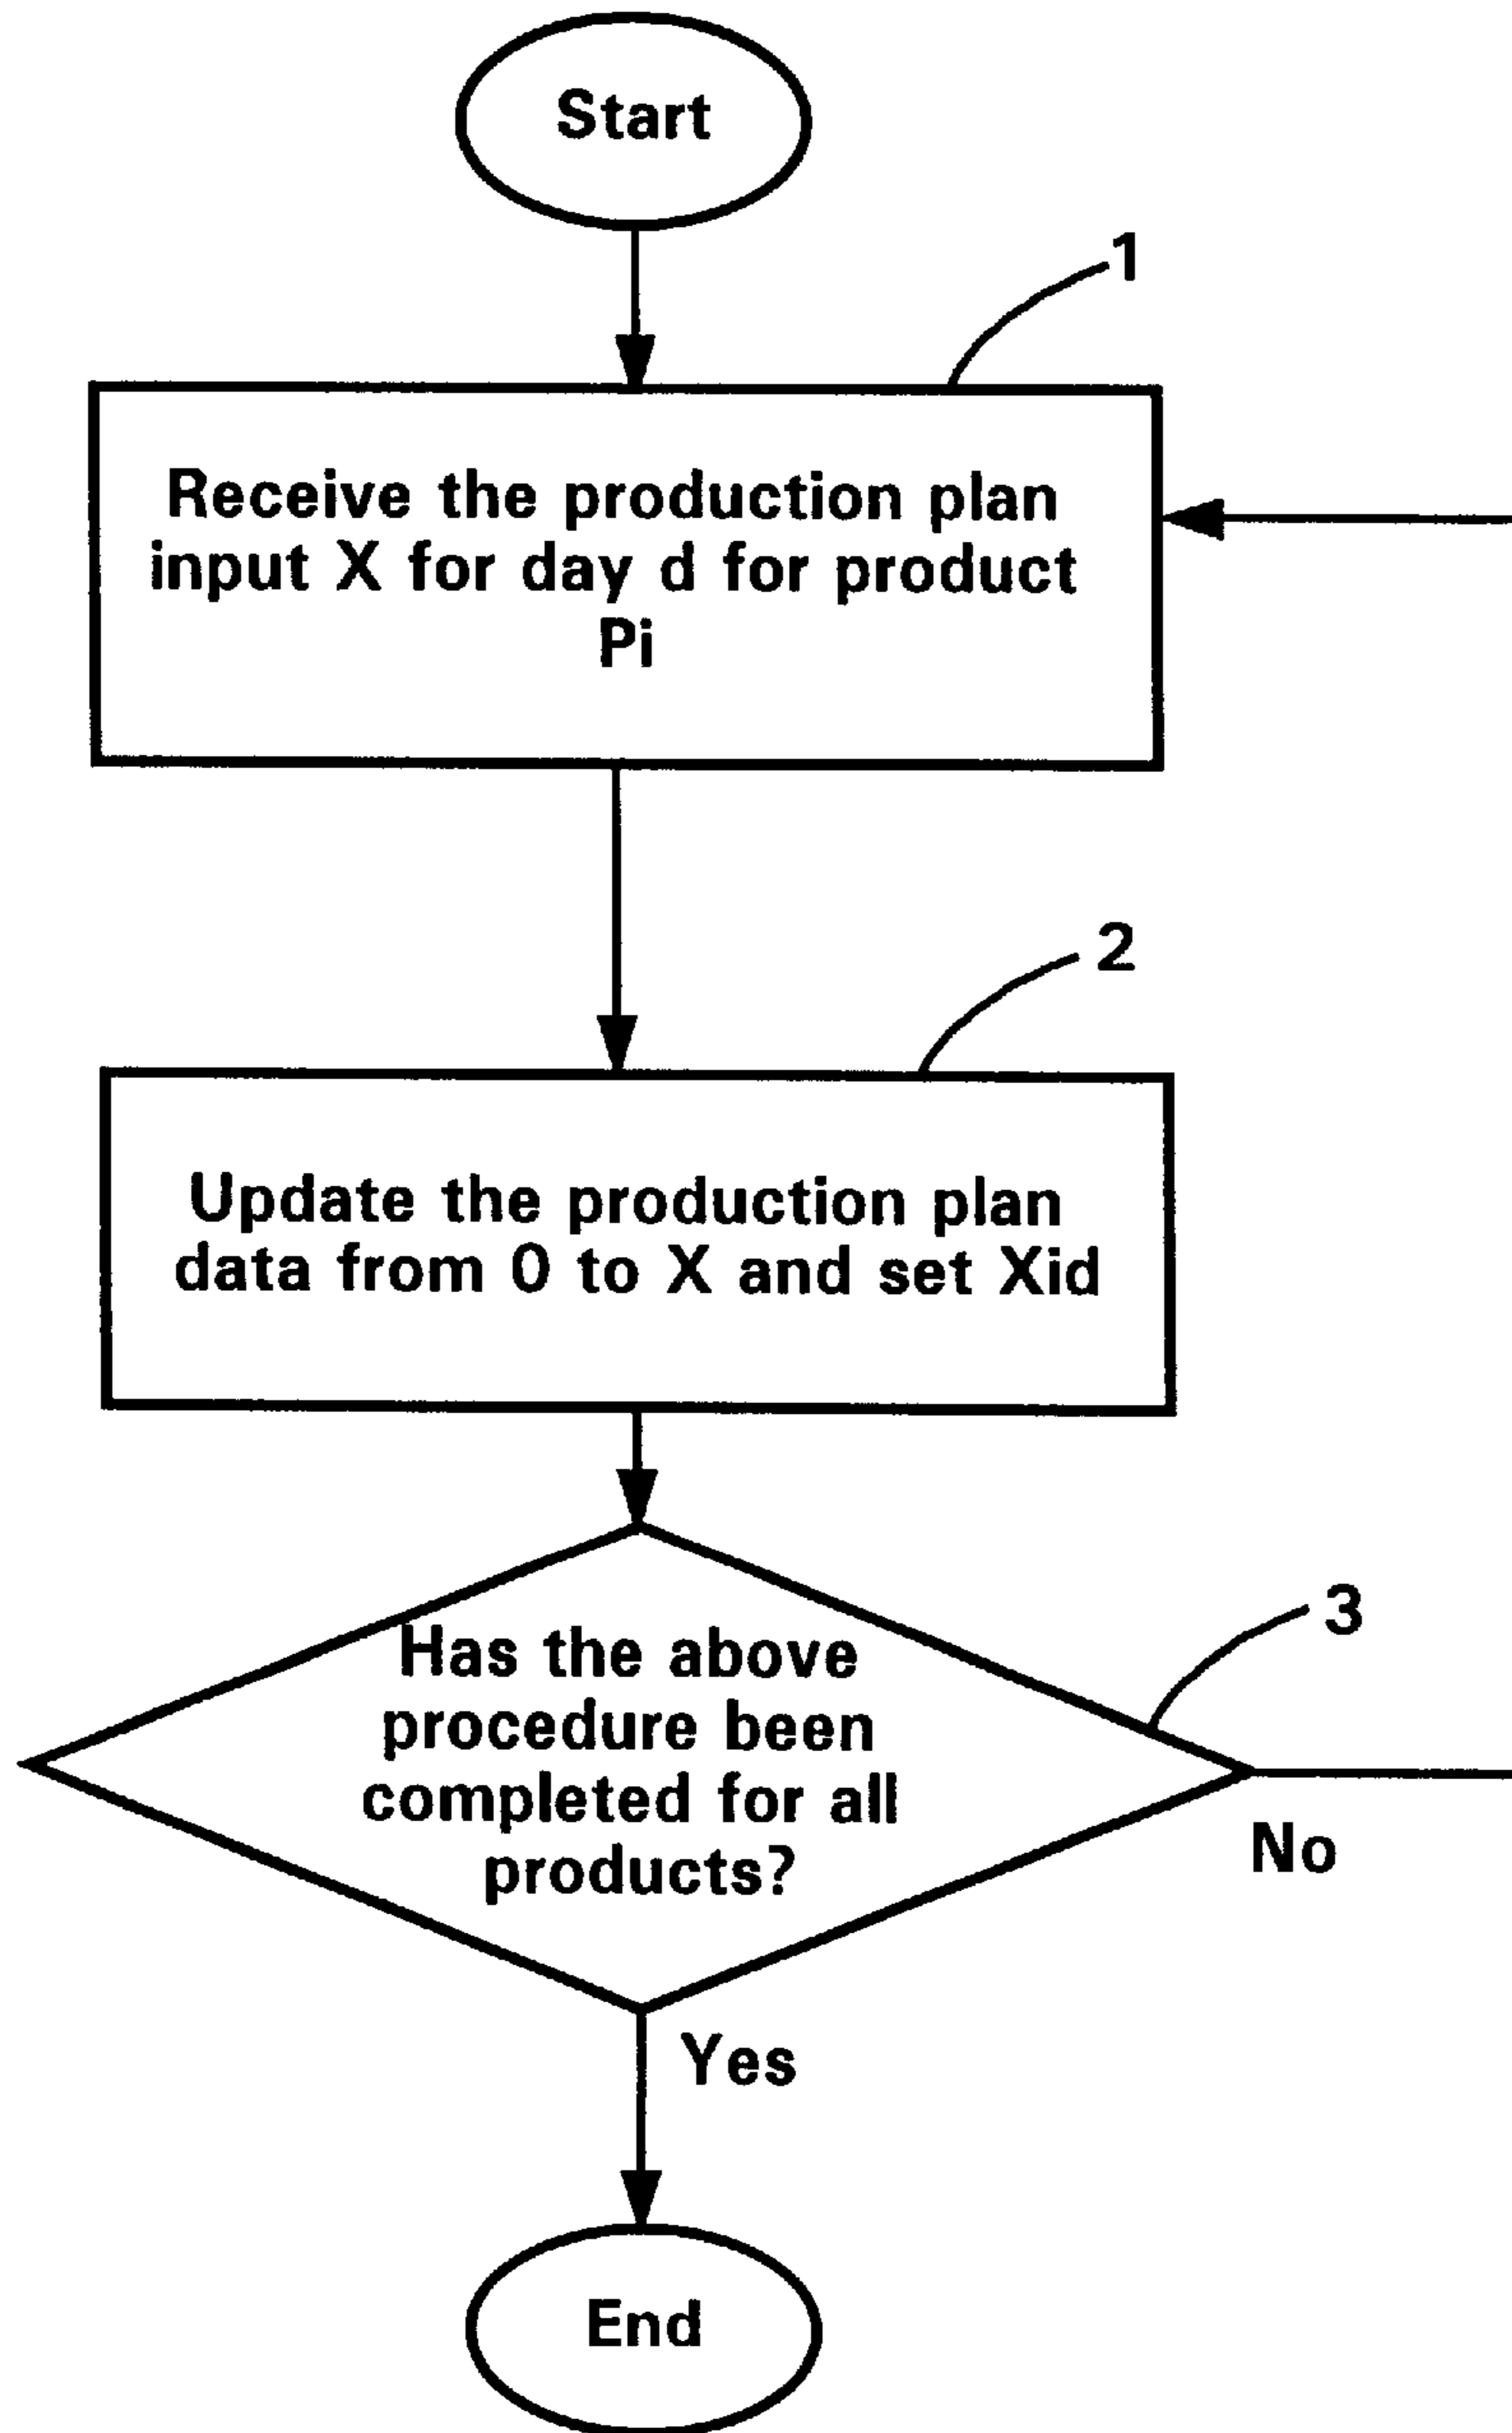 Start
1
Receive the production plan
input X for day d for product
Pi
2
Update the production plan
data from 0 to X and set Xid
3
Has the above
procedure been
completed for all
products?
No
Yes
End